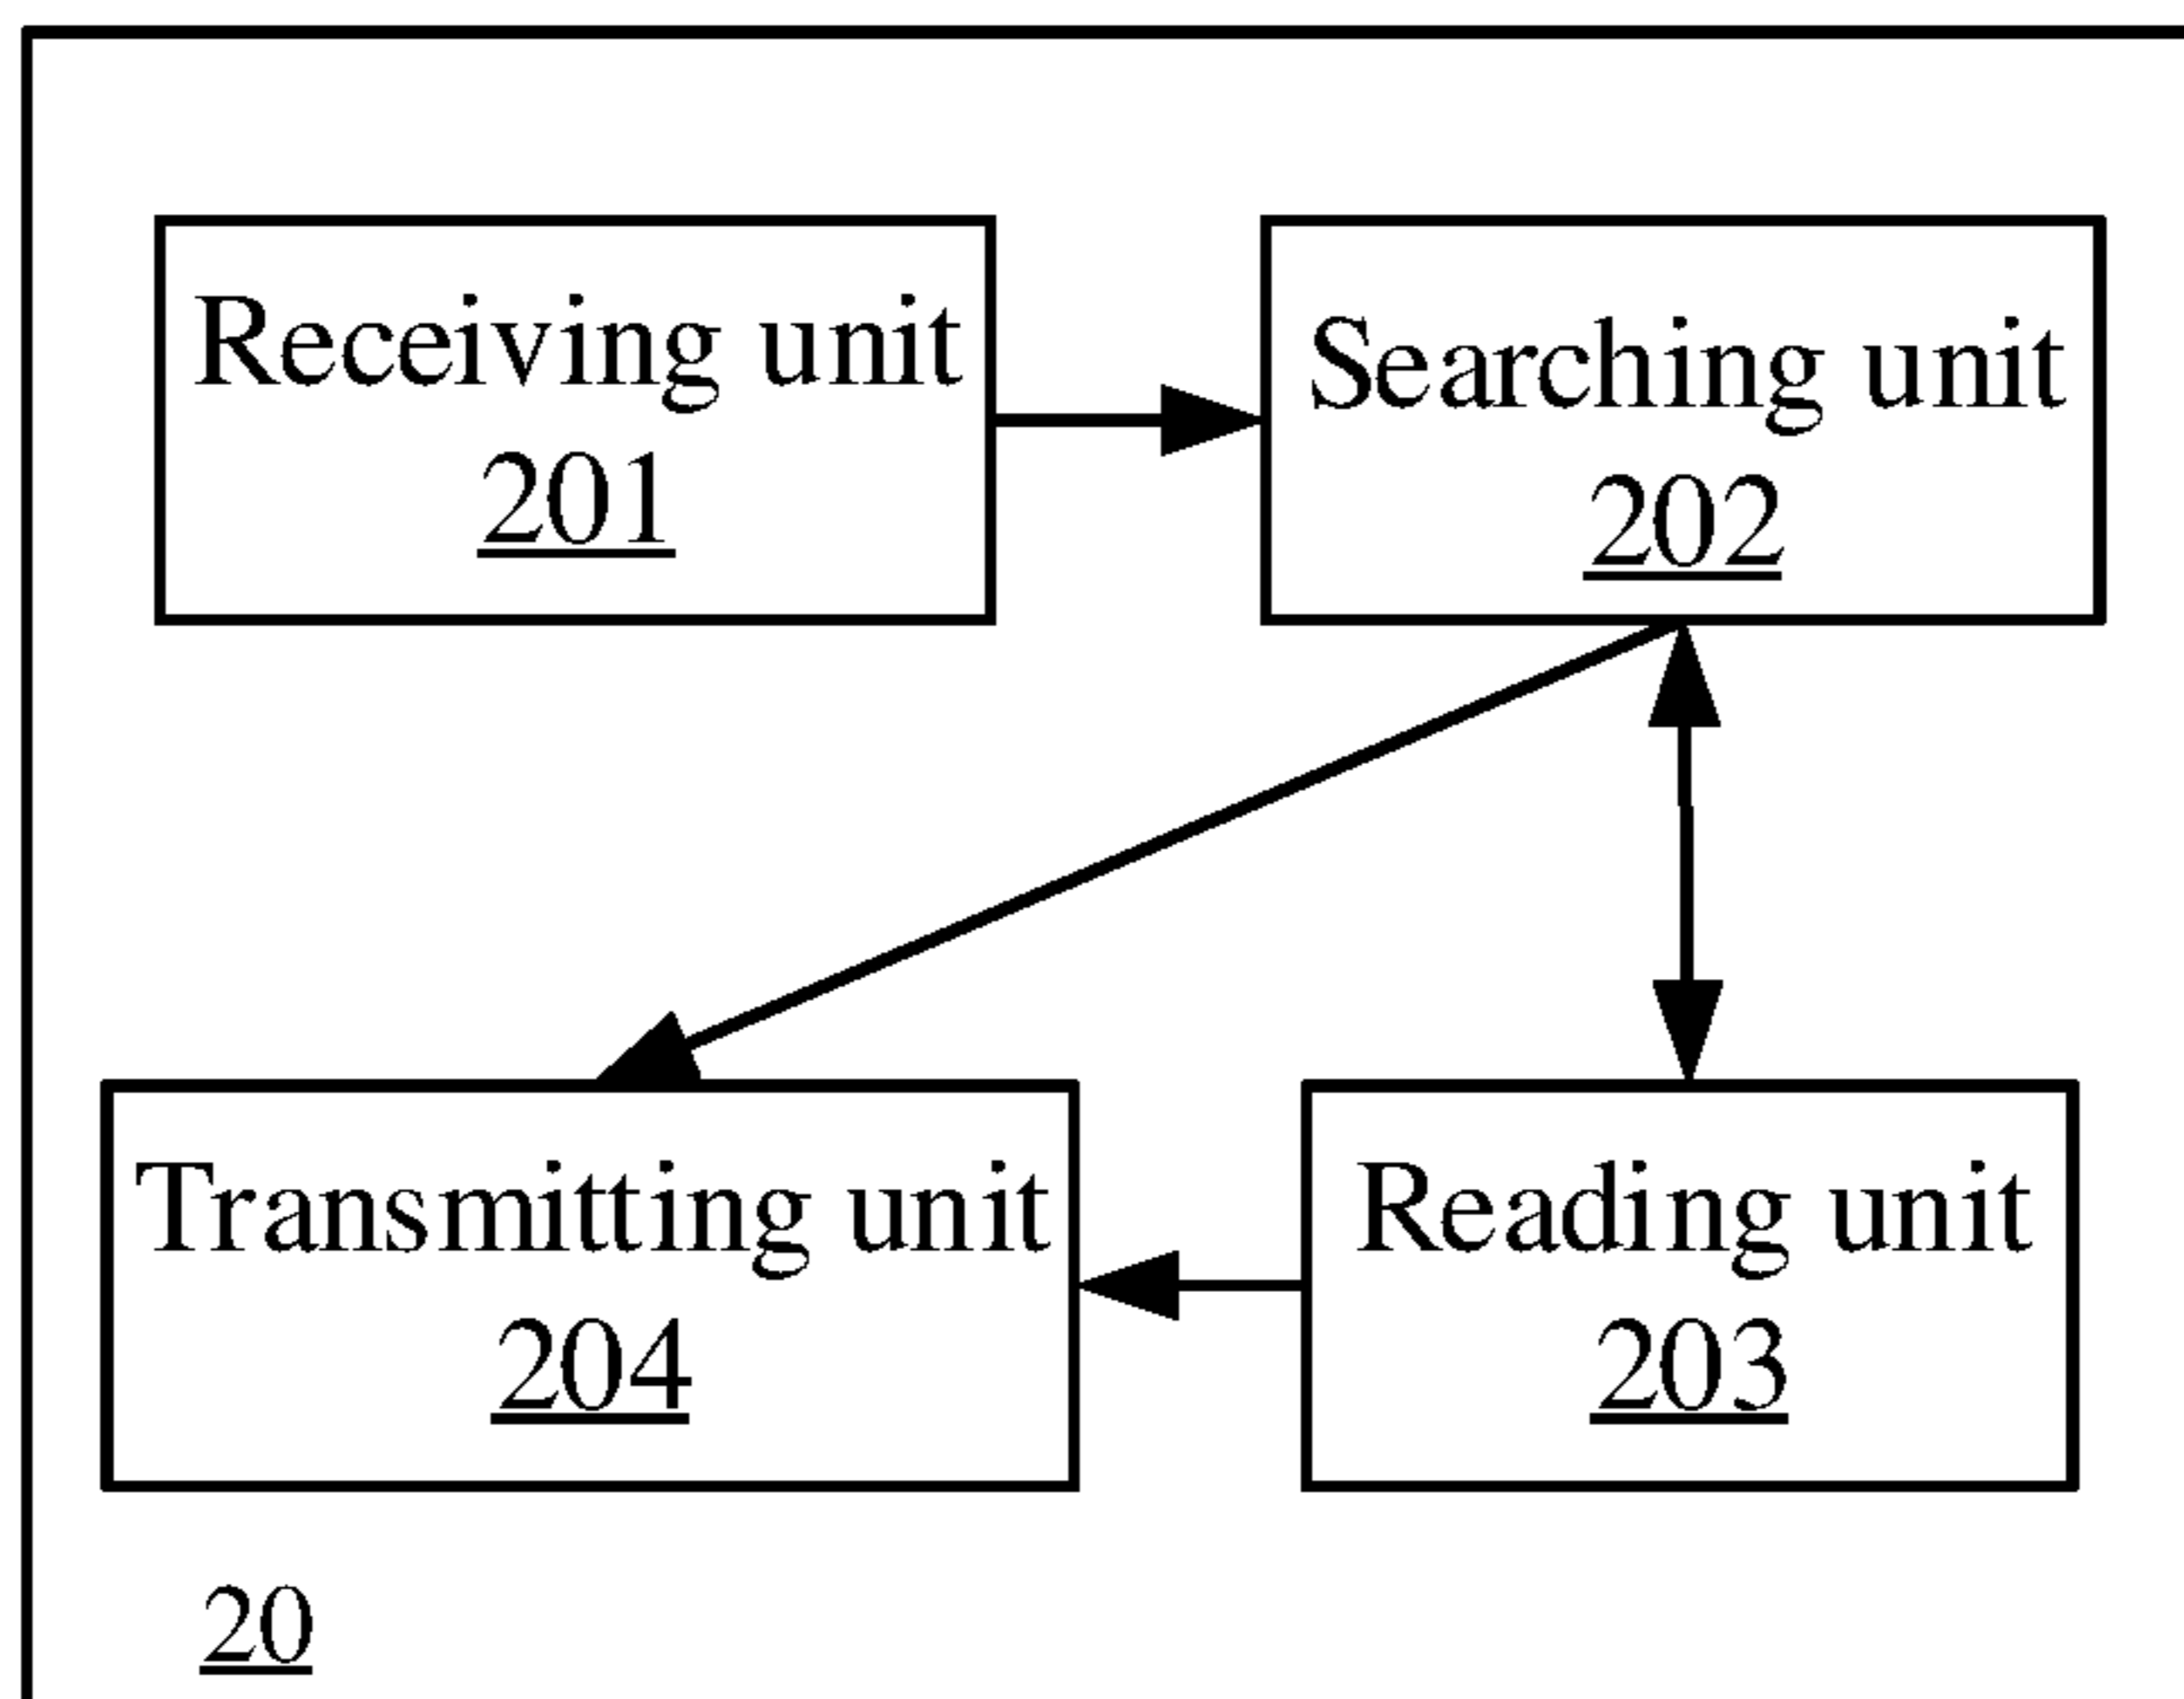 Receiving unit
201
Searching unit
202
Transmitting unit
204
Reading unit
203
20